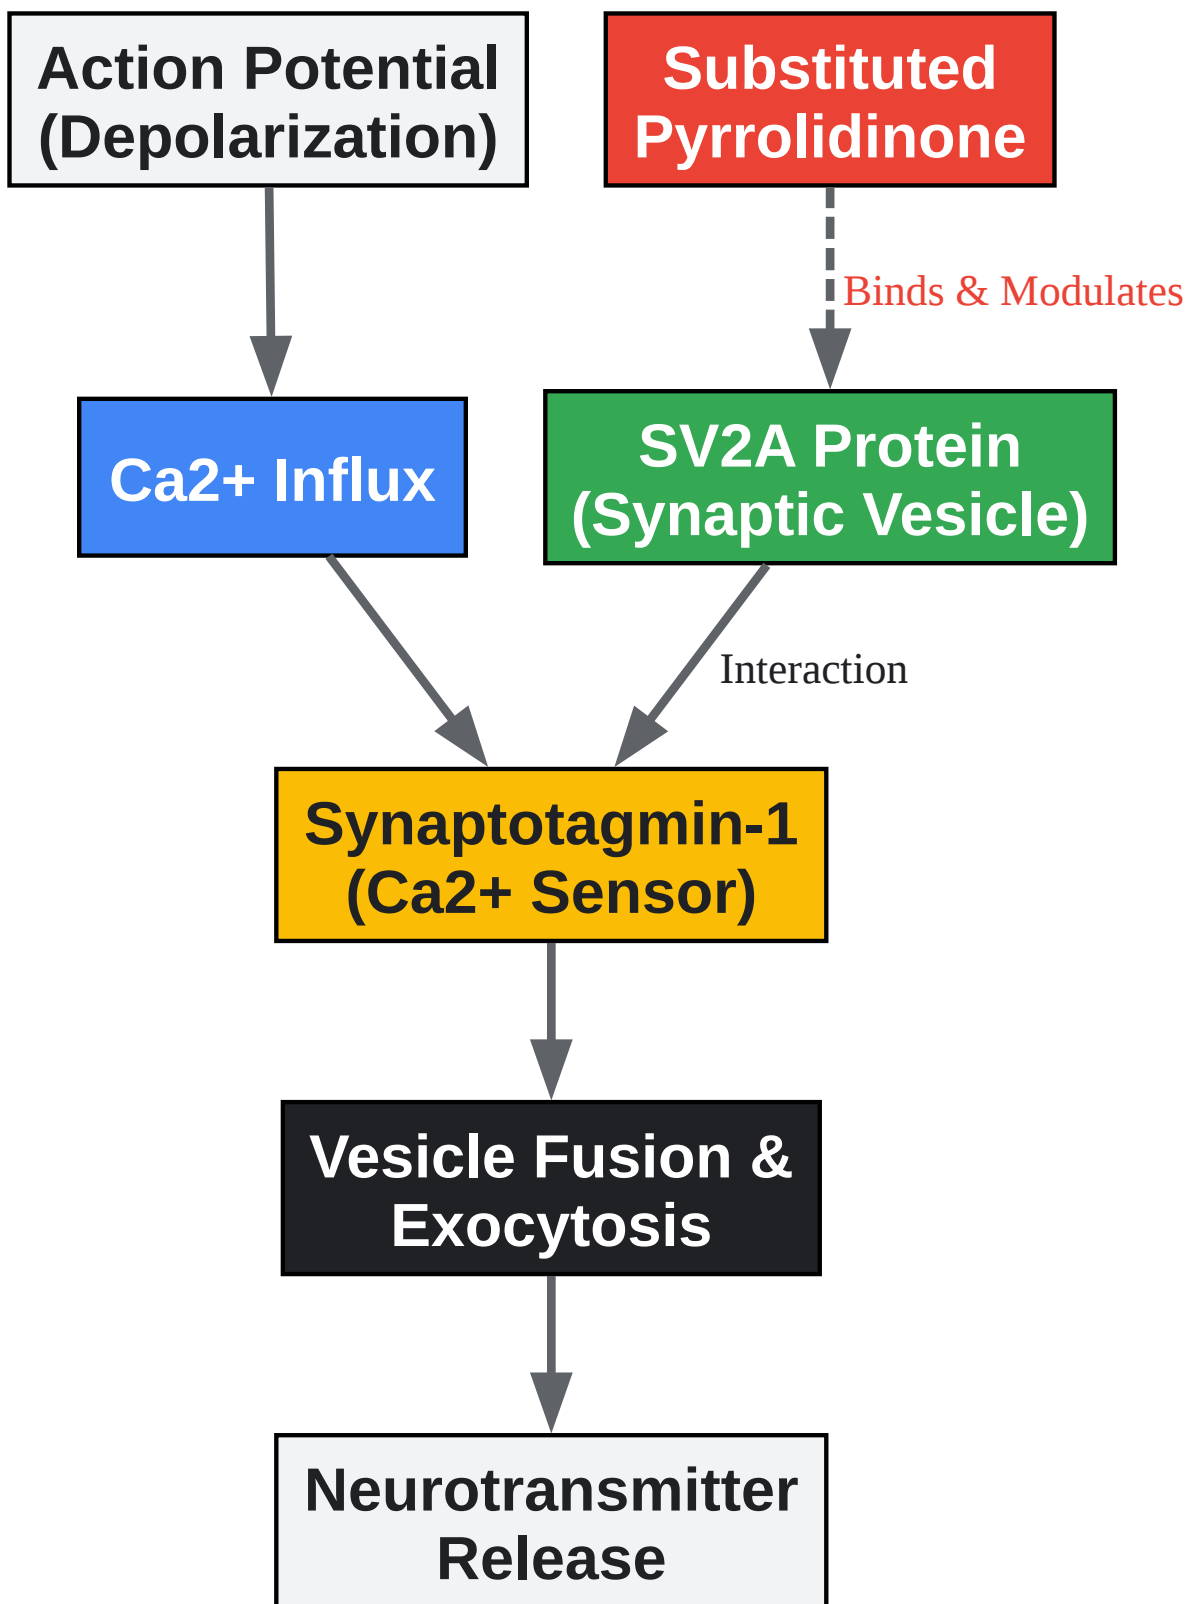 Action Potential
(Depolarization)
Substituted
Pyrrolidinone
Binds & Modulates
Ca2+ Influx
SV2A Protein
(Synaptic Vesicle)
Interaction
Synaptotagmin-1
(Ca2+ Sensor)
Vesicle Fusion &
Exocytosis
Neurotransmitter
Release